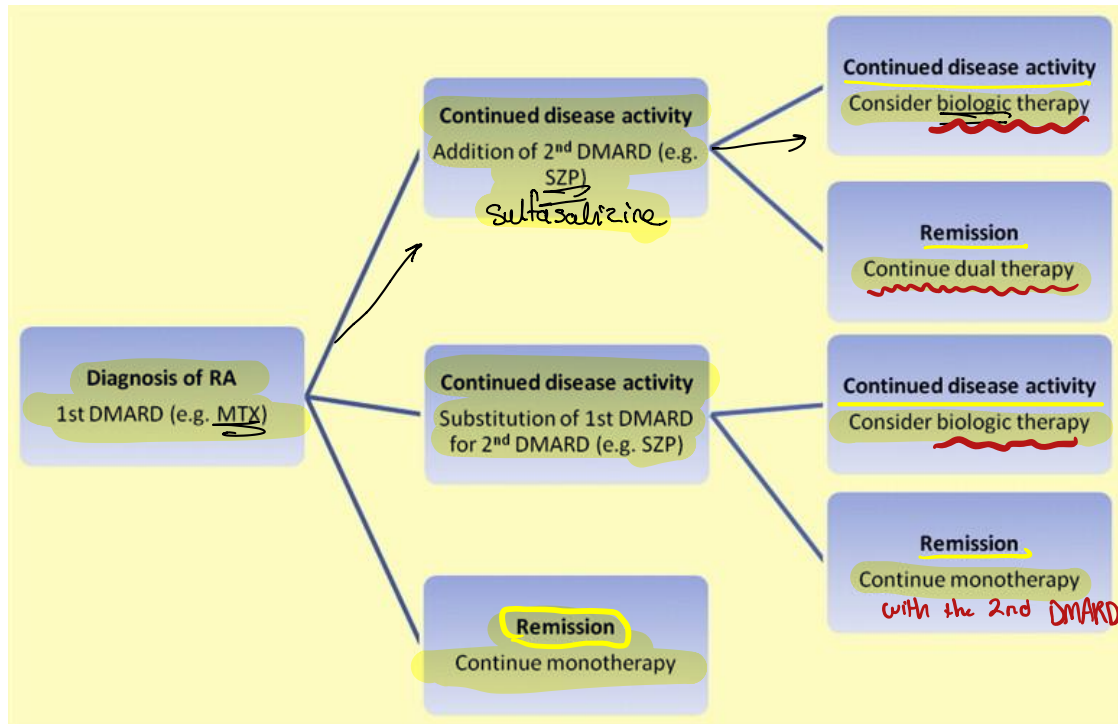 Diagnosis of RA
1st DMARD (e.g. MTX)
Continued disease activity
Addition of 2nd DMARD (e.g.
SZP)
sulfasalizine
Continued disease activity
Substitution of 1st DMARD
for 2nd DMARD (e.g. SZP)
Remission
Continue monotherapy
Continued disease activity
Consider biologic therapy
Remission
Continue dual therapy
Continued disease activity
Consider biologic therapy
Remission
Continue monotherapy
with the 2nd DMARD